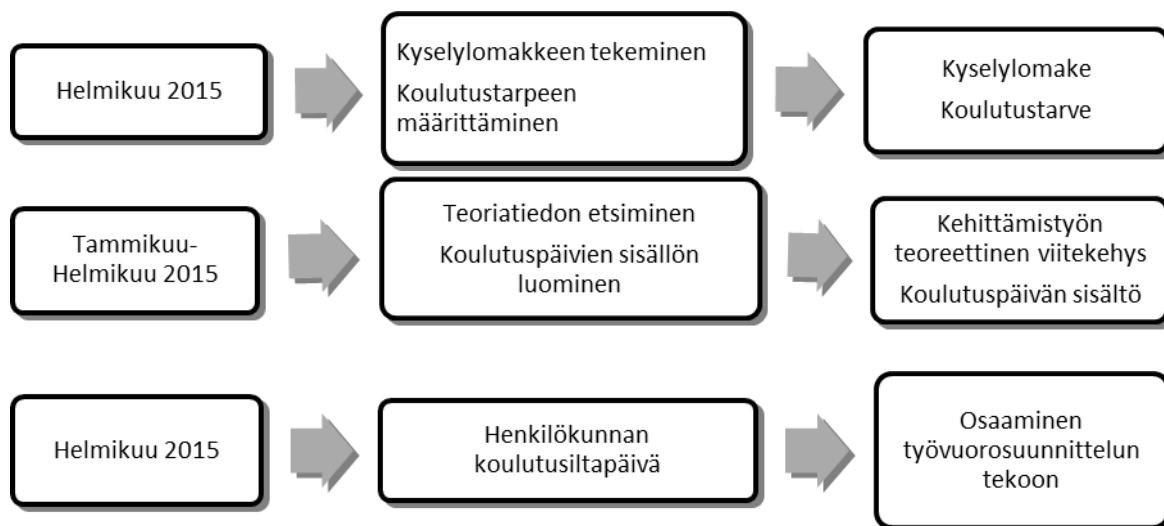 Helmikuu 2015
Kyselylomakkeen tekeminen
Koulutustarpeen
määrittäminen
Kyselylomake
Koulutustarve
Tammikuu-
Helmikuu 2015
Teoriatiedon etsiminen
Koulutuspäivien sisällön
luominen
Kehittämistyön
teoreettinen viitekehys
Koulutuspäivän sisältö
Helmikuu 2015
Henkilökunnan
koulutusiltapäivä
Osaaminen
työvuorosuunnittelun
tekoon